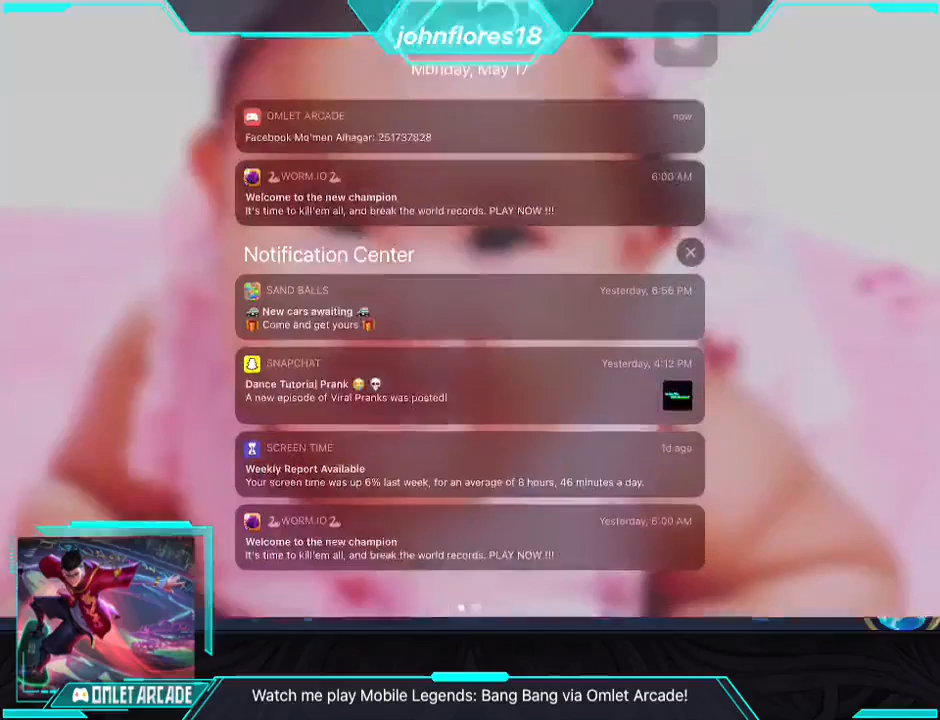 johnflores18
Monday, May 17
OMLET ARCADE now
Facebook Mo'men Alhagar: 251737828
WORM.IO 6:00 AM
Welcome to the new champion
It's time to kill'em all, and break the world records. PLAY NOW !!!
Notification Center
SAND BALLS Yesterday, 6:56 PM
New cars awaiting
Come and get yours
SNAPCHAT Yesterday, 4:12 PM
Dance Tutorial Prank
A new episode of Viral Pranks was posted!
SCREEN TIME 1d ago
Weekly Report Available
Your screen time was up 6% last week, for an average of 8 hours, 46 minutes a day.
WORM.IO Yesterday, 6:00 AM
Welcome to the new champion
It's time to kill'em all, and break the world records. PLAY NOW !!!
OMLET ARCADE
Watch me play Mobile Legends: Bang Bang via Omlet Arcade!